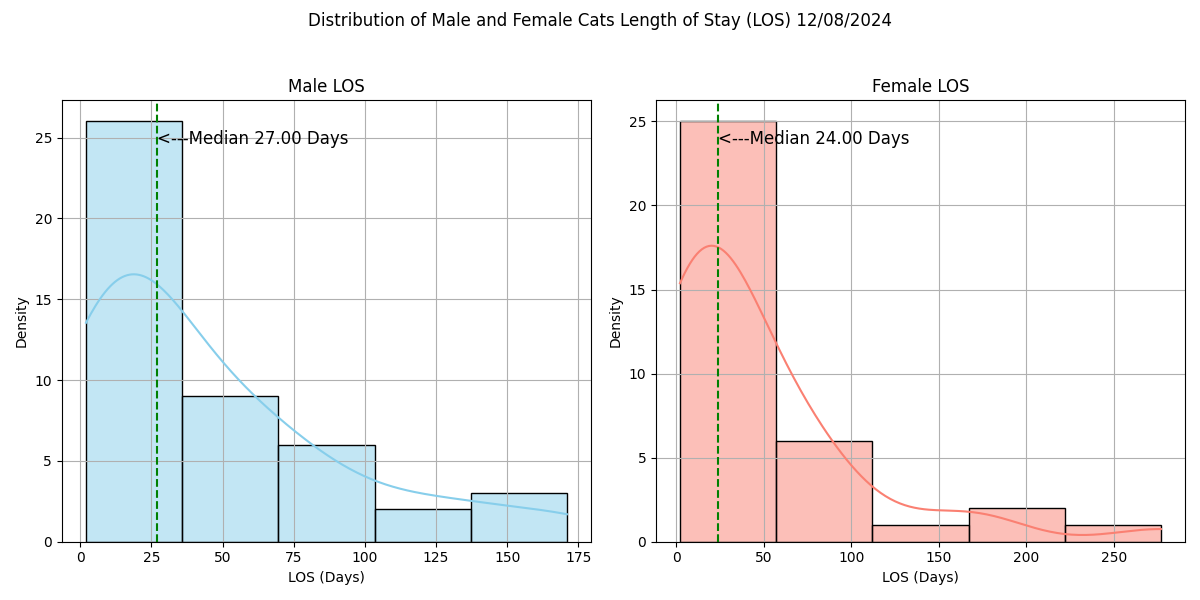 Distribution of Male and Female Cats Length of Stay (LOS) 12/08/2024
Male LOS
Density
25
20
15
10
5
0
<---Median 27.00 Days
0 25 50 75 100 125 150 175
LOS (Days)
Female LOS
Density
25
20
15
10
5
0
<---Median 24.00 Days
0 50 100 150 200 250
LOS (Days)